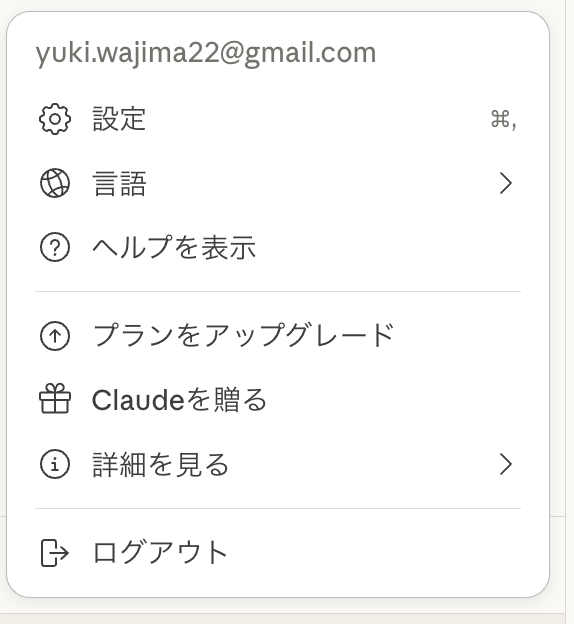 yuki.wajima22@gmail.com
設定 ⌘,
言語
ヘルプを表示
プランをアップグレード
Claudeを贈る
詳細を見る
ログアウト